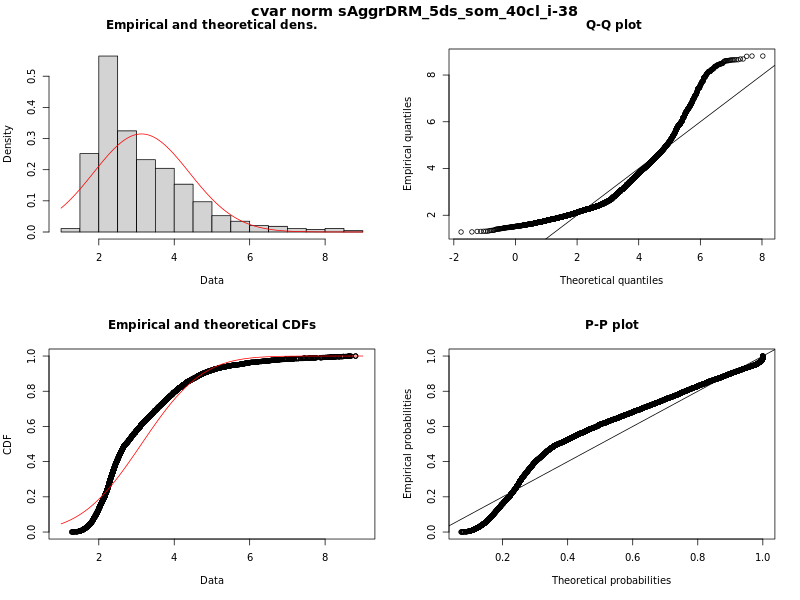 cvar norm sAggrDRM_5ds_som_40cl_i-38
Empirical and theoretical dens.
Density
0.0 0.1 0.2 0.3 0.4 0.5
2 4 6 8
Data
Q-Q plot
Empirical quantiles
2 4 6 8
-2 0 2 4 6 8
Theoretical quantiles
Empirical and theoretical CDFs
CDF
0.0 0.2 0.4 0.6 0.8 1.0
2 4 6 8
Data
P-P plot
Empirical probabilities
0.0 0.2 0.4 0.6 0.8 1.0
0.2 0.4 0.6 0.8 1.0
Theoretical probabilities